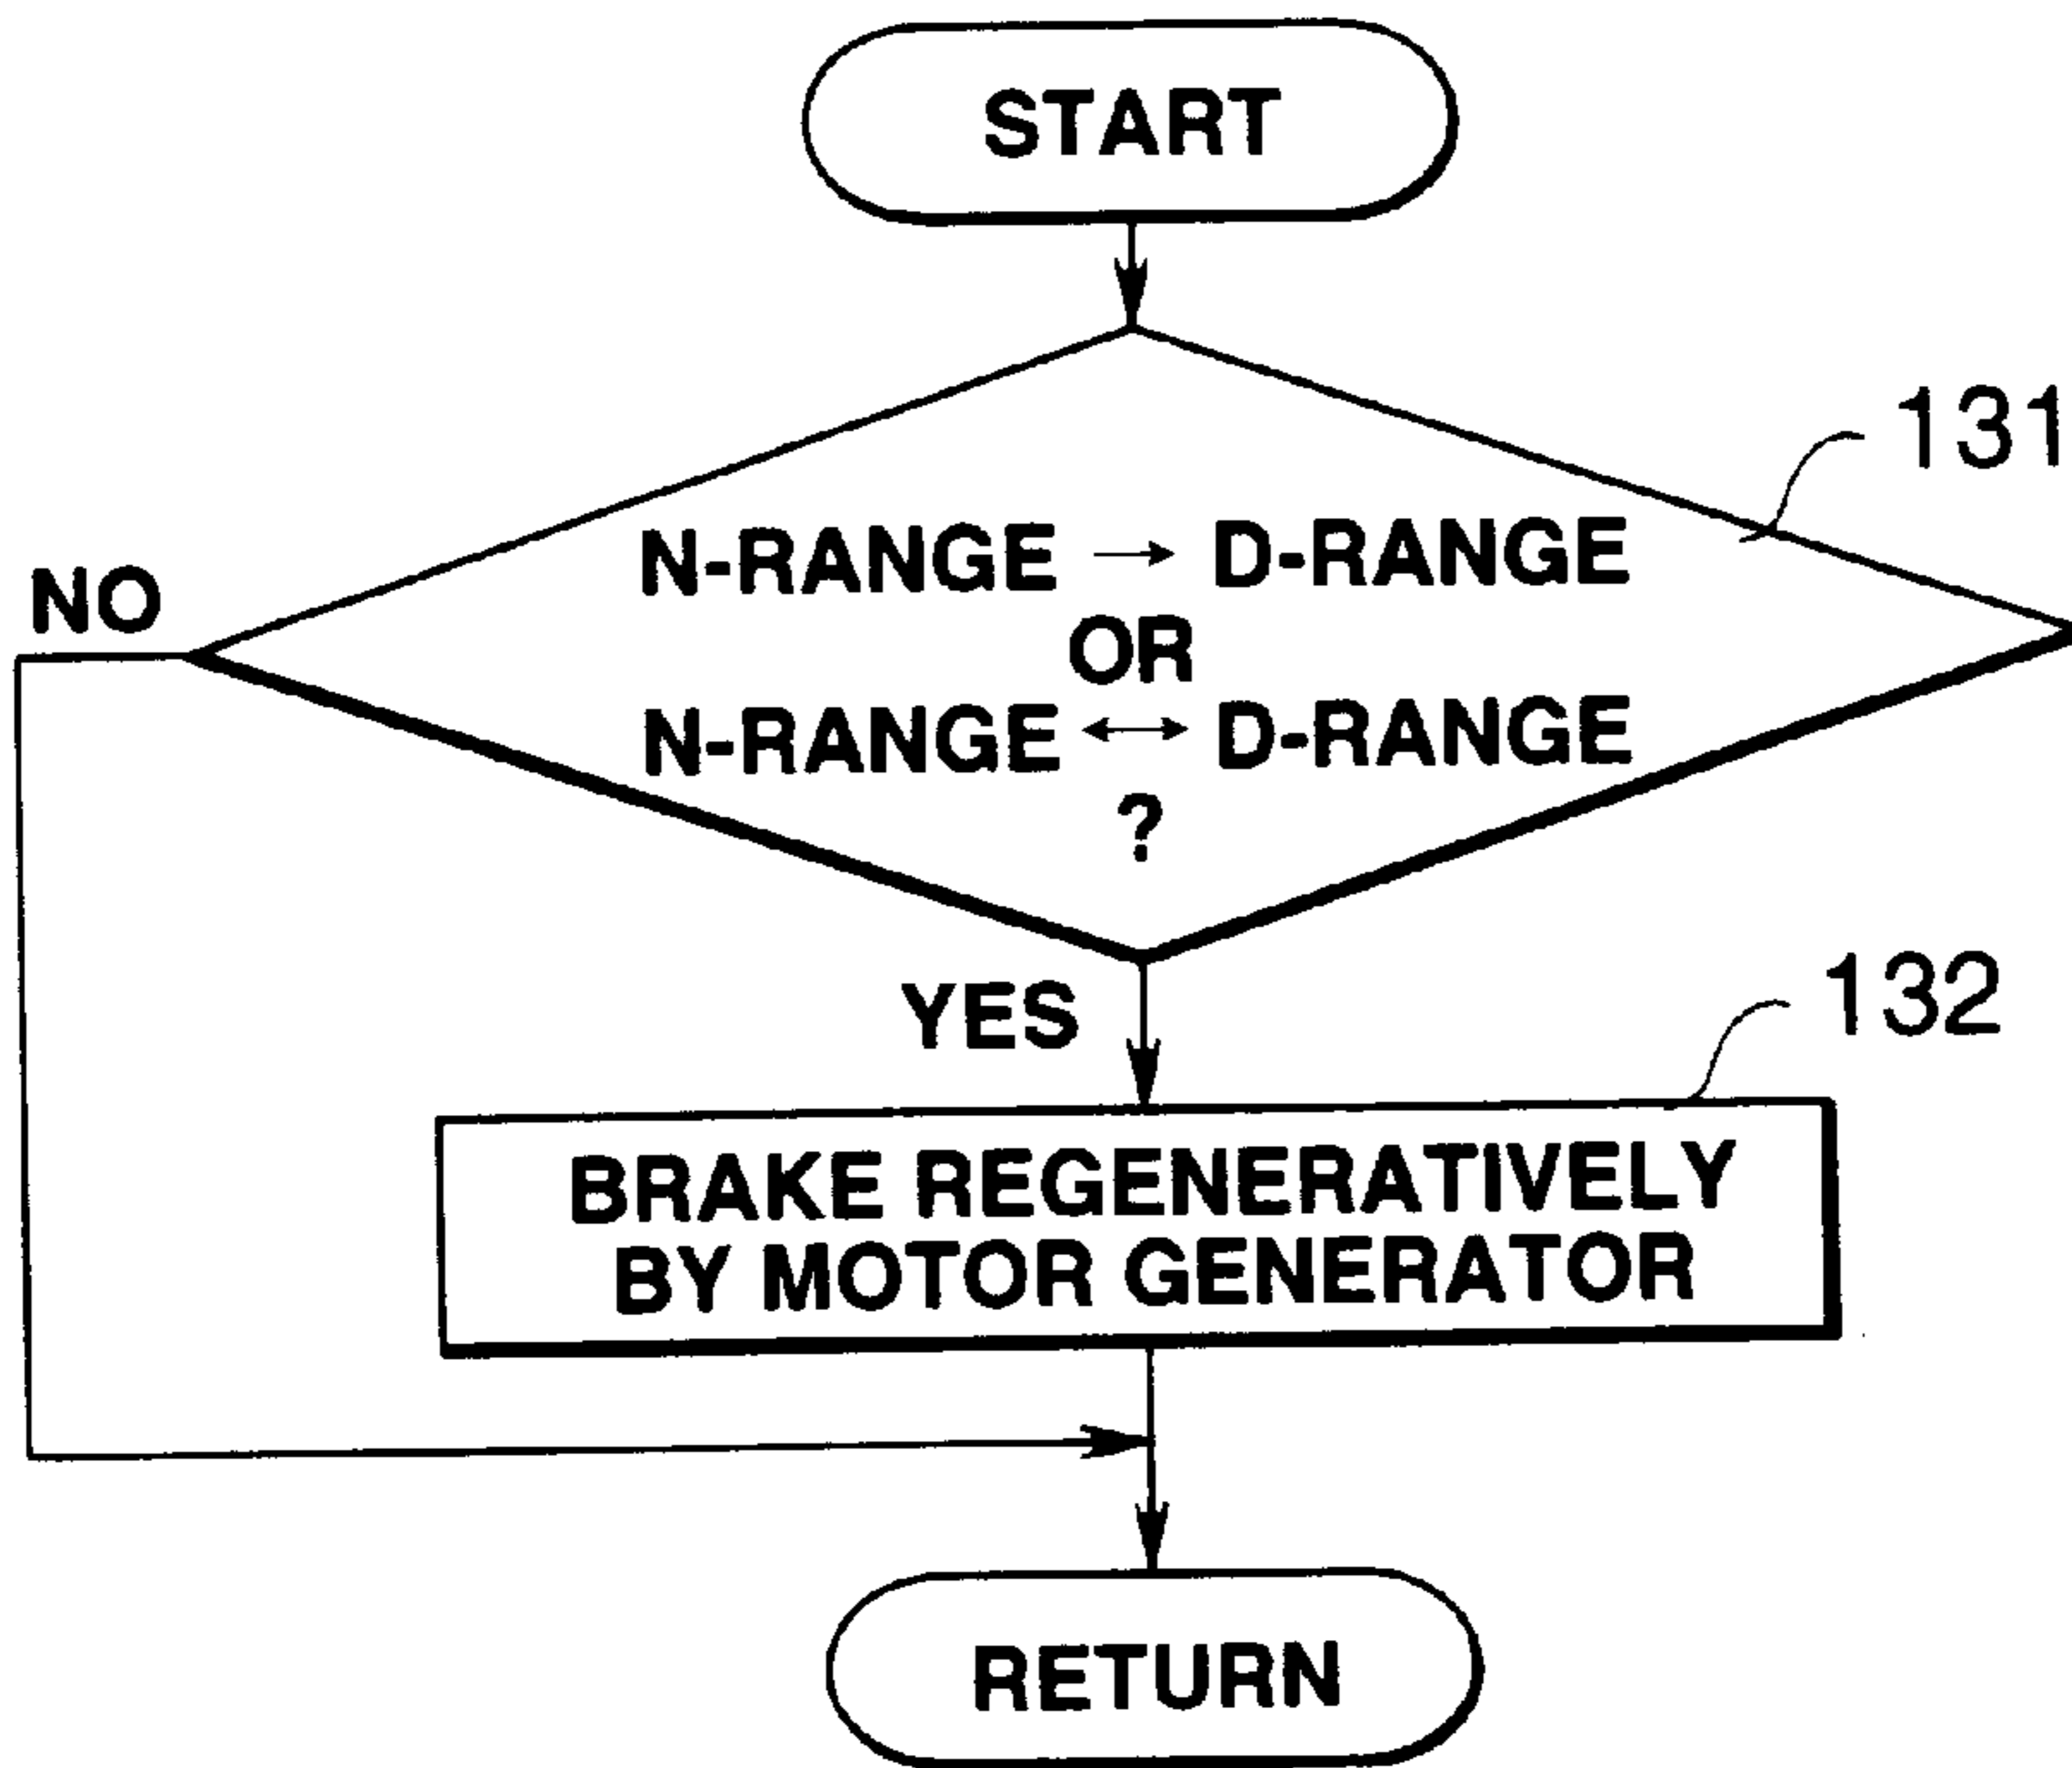 START
131
N-RANGE → D-RANGE
NO
OR
N-RANGE ↔ D-RANGE
?
YES
132
BRAKE REGENERATIVELY
BY MOTOR GENERATOR
RETURN